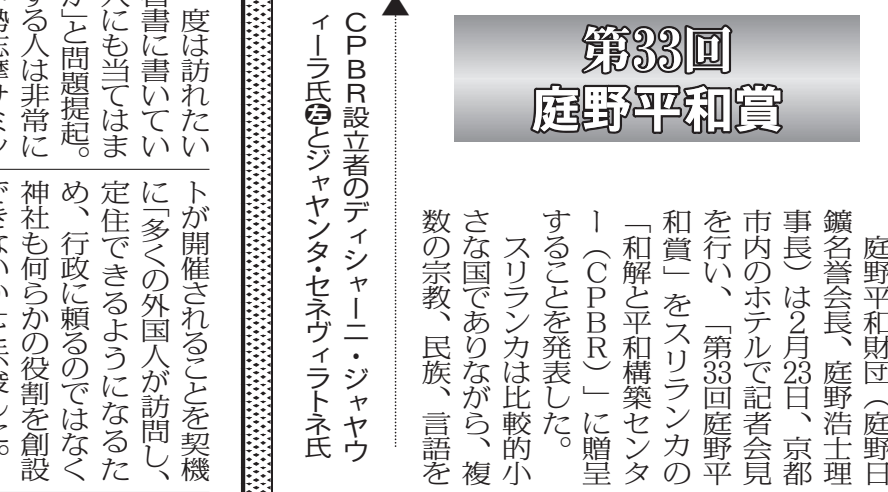 第33回
庭野平和賞
庭野平和財団(庭野日
鑛名誉会長、庭野浩士理
事長)は2月23日、京都
市内のホテルで記者会見
を行い、「第33回庭野平
和賞」をスリランカの
「和解と平和構築センタ
ー(CPBR)」に贈呈
することを発表した。
スリランカは比較的小
さな国でありながら、複
数の宗教、民族、言語を
CPBR設立者のディシャーニ・ジャヤウ
ィーラ氏左とジャヤンタ・セネヴィラトネ氏
度は訪れたい
書に書いてい
にも当てはま
」と問題提起。
する人は非常に
トが開催されることを契機
に「多くの外国人が訪問し、
定住できるようになるた
め、行政に頼るのではなく
神社も何らかの役割を創設